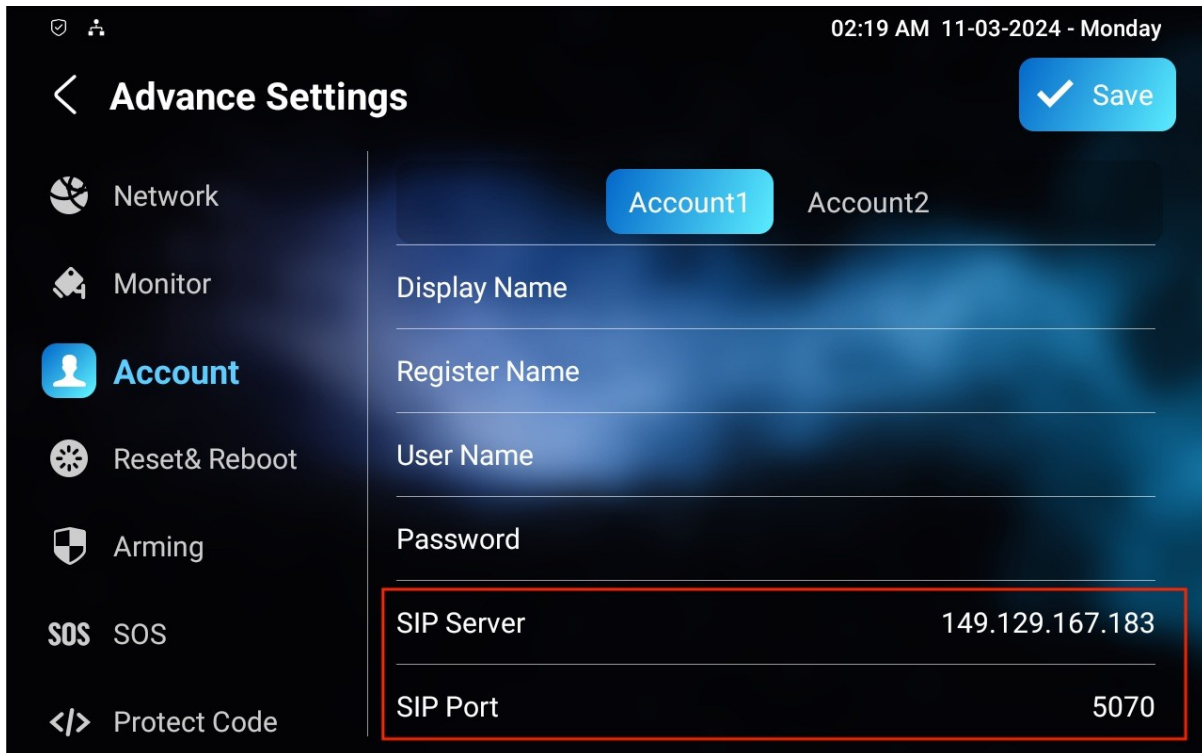 02:19 AM 11-03-2024 - Monday
Advance Settings
Save
Network
Monitor
Account
Reset& Reboot
Arming
SOS SOS
</> Protect Code
Account1 Account2
Display Name
Register Name
User Name
Password
SIP Server 149.129.167.183
SIP Port 5070